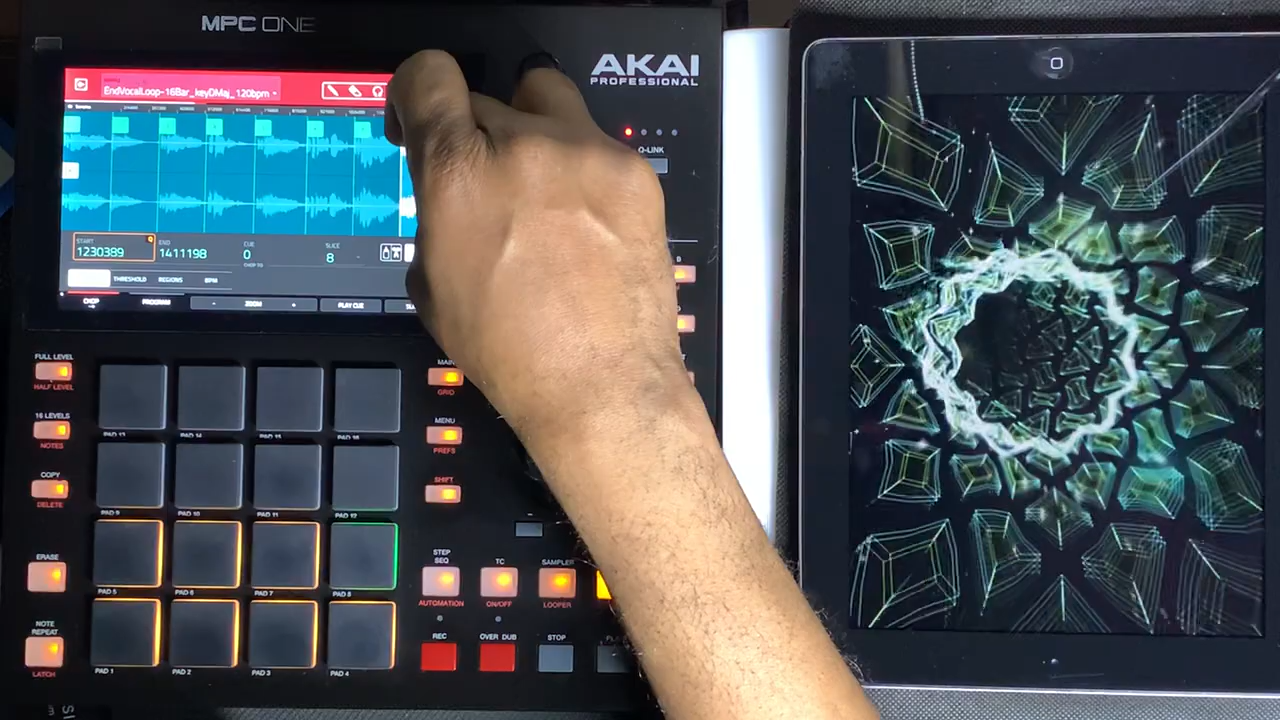 MPC ONE
AKAI
PROFESSIONAL
EndVocalLoop-16Bar_keyDMaj_120bpm
Q-LINK
START
Q
1230389
END
1411198
CUE
0
CHOP TO
SLICE
8
THRESHOLD
REGIONS
BPM
CHOP
PROGRAM
- ZOOM +
PLAY CUE
FULL LEVEL
HALF LEVEL
16 LEVELS
NOTES
COPY
DELETE
ERASE
NOTE
REPEAT
LATCH
PAD 13
PAD 14
PAD 15
PAD 16
PAD 9
PAD 10
PAD 11
PAD 12
PAD 5
PAD 6
PAD 7
PAD 8
PAD 1
PAD 2
PAD 3
PAD 4
MAIN
GRID
MENU
PREFS
SHIFT
STEP
SEQ
AUTOMATION
TC
ON/OFF
SAMPLER
LOOPER
REC
OVER DUB
STOP